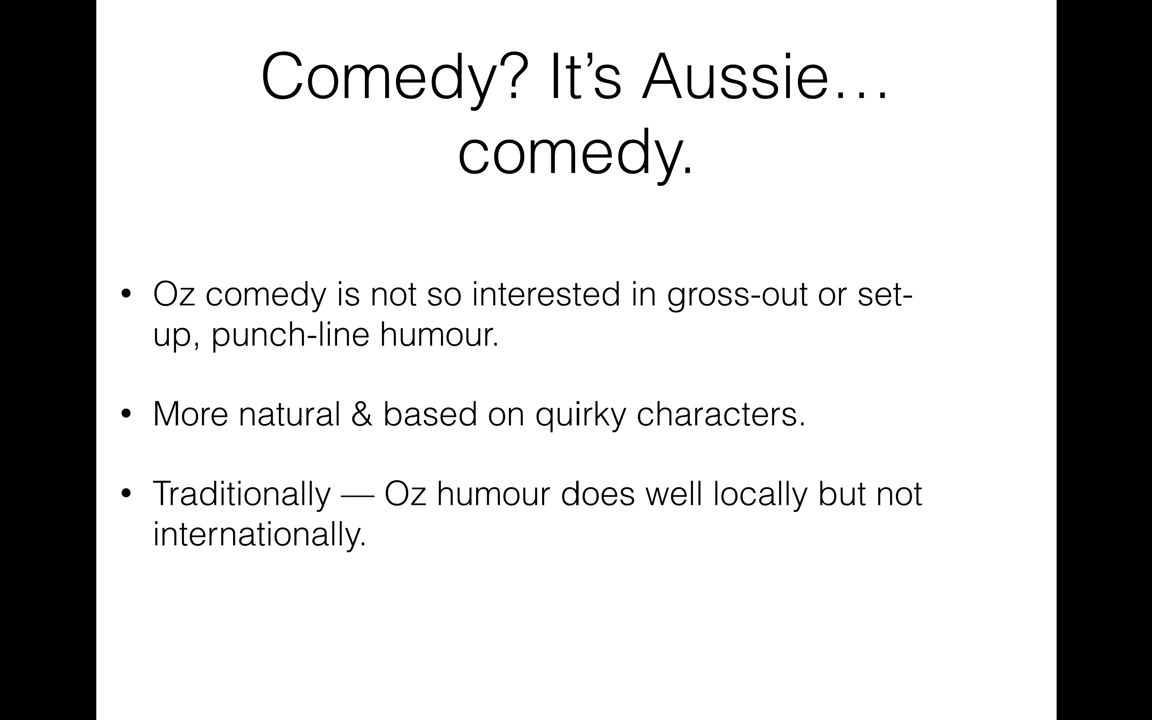 Comedy? It’s Aussie…
comedy.
• Oz comedy is not so interested in gross-out or set-
up, punch-line humour.
• More natural & based on quirky characters.
• Traditionally — Oz humour does well locally but not
internationally.